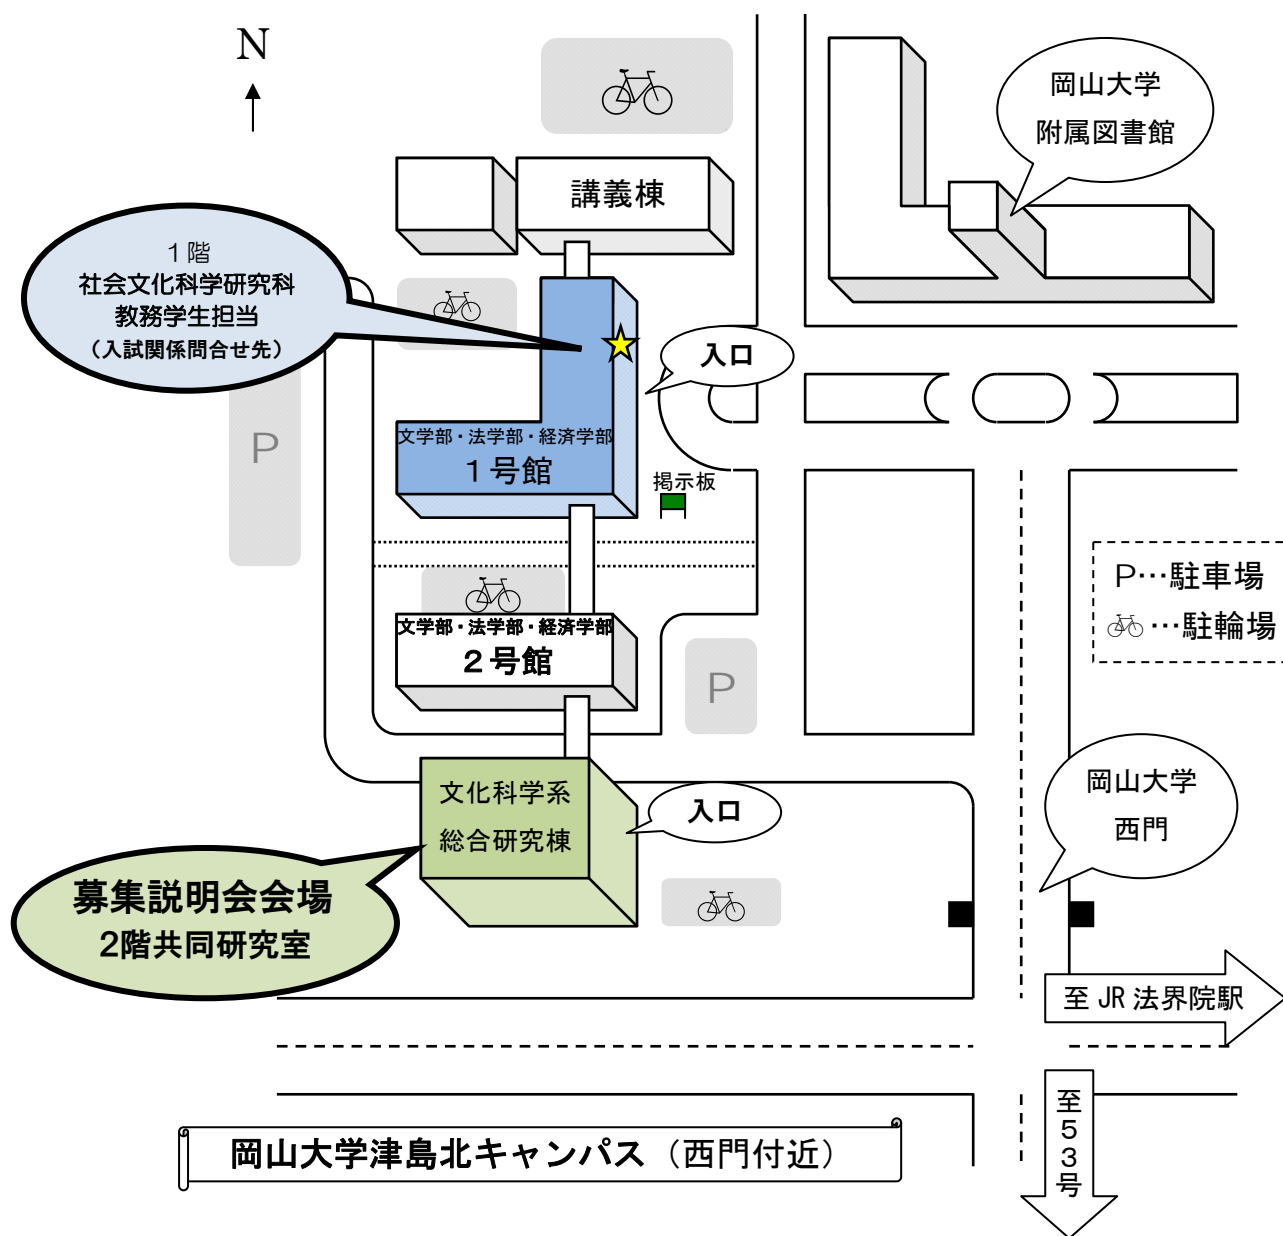 N
岡山大学
附属図書館
講義棟
１階
社会文化科学研究科
教務学生担当
（入試関係問合せ先）
入口
P
文学部・法学部・経済学部
１号館
掲示板
P…駐車場
…駐輪場
文学部・法学部・経済学部
２号館
P
岡山大学
西門
文化科学系
総合研究棟
入口
募集説明会会場
2階共同研究室
至 JR 法界院駅
至５３号
岡山大学津島北キャンパス（西門付近）